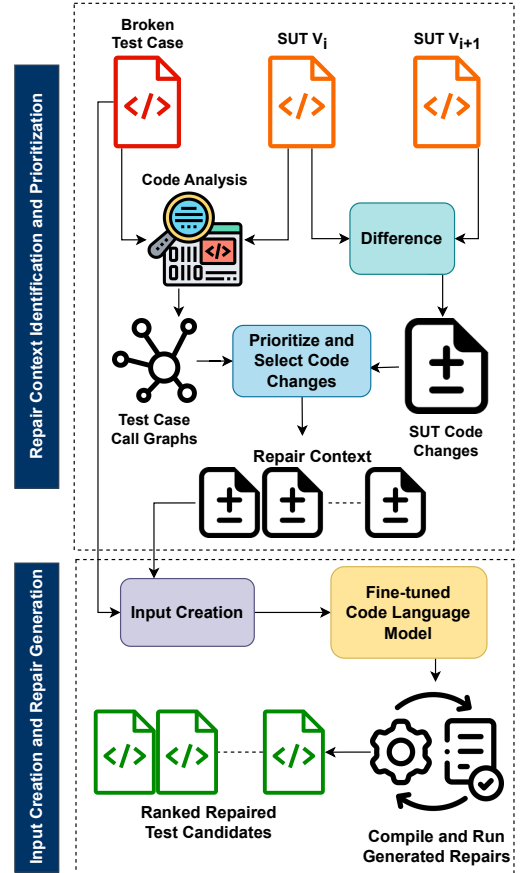 Repair Context Identification and Prioritization
Broken
Test Case
SUT Vi
SUT Vi+1
</>
</>
</>
Code Analysis
</>
Difference
Prioritize and
Select Code
Changes
Test Case
Call Graphs
SUT Code
Changes
Repair Context
Input Creation and Repair Generation
Input Creation
Fine-tuned
Code Language
Model
</>
</>
</>
Ranked Repaired
Test Candidates
Compile and Run
Generated Repairs